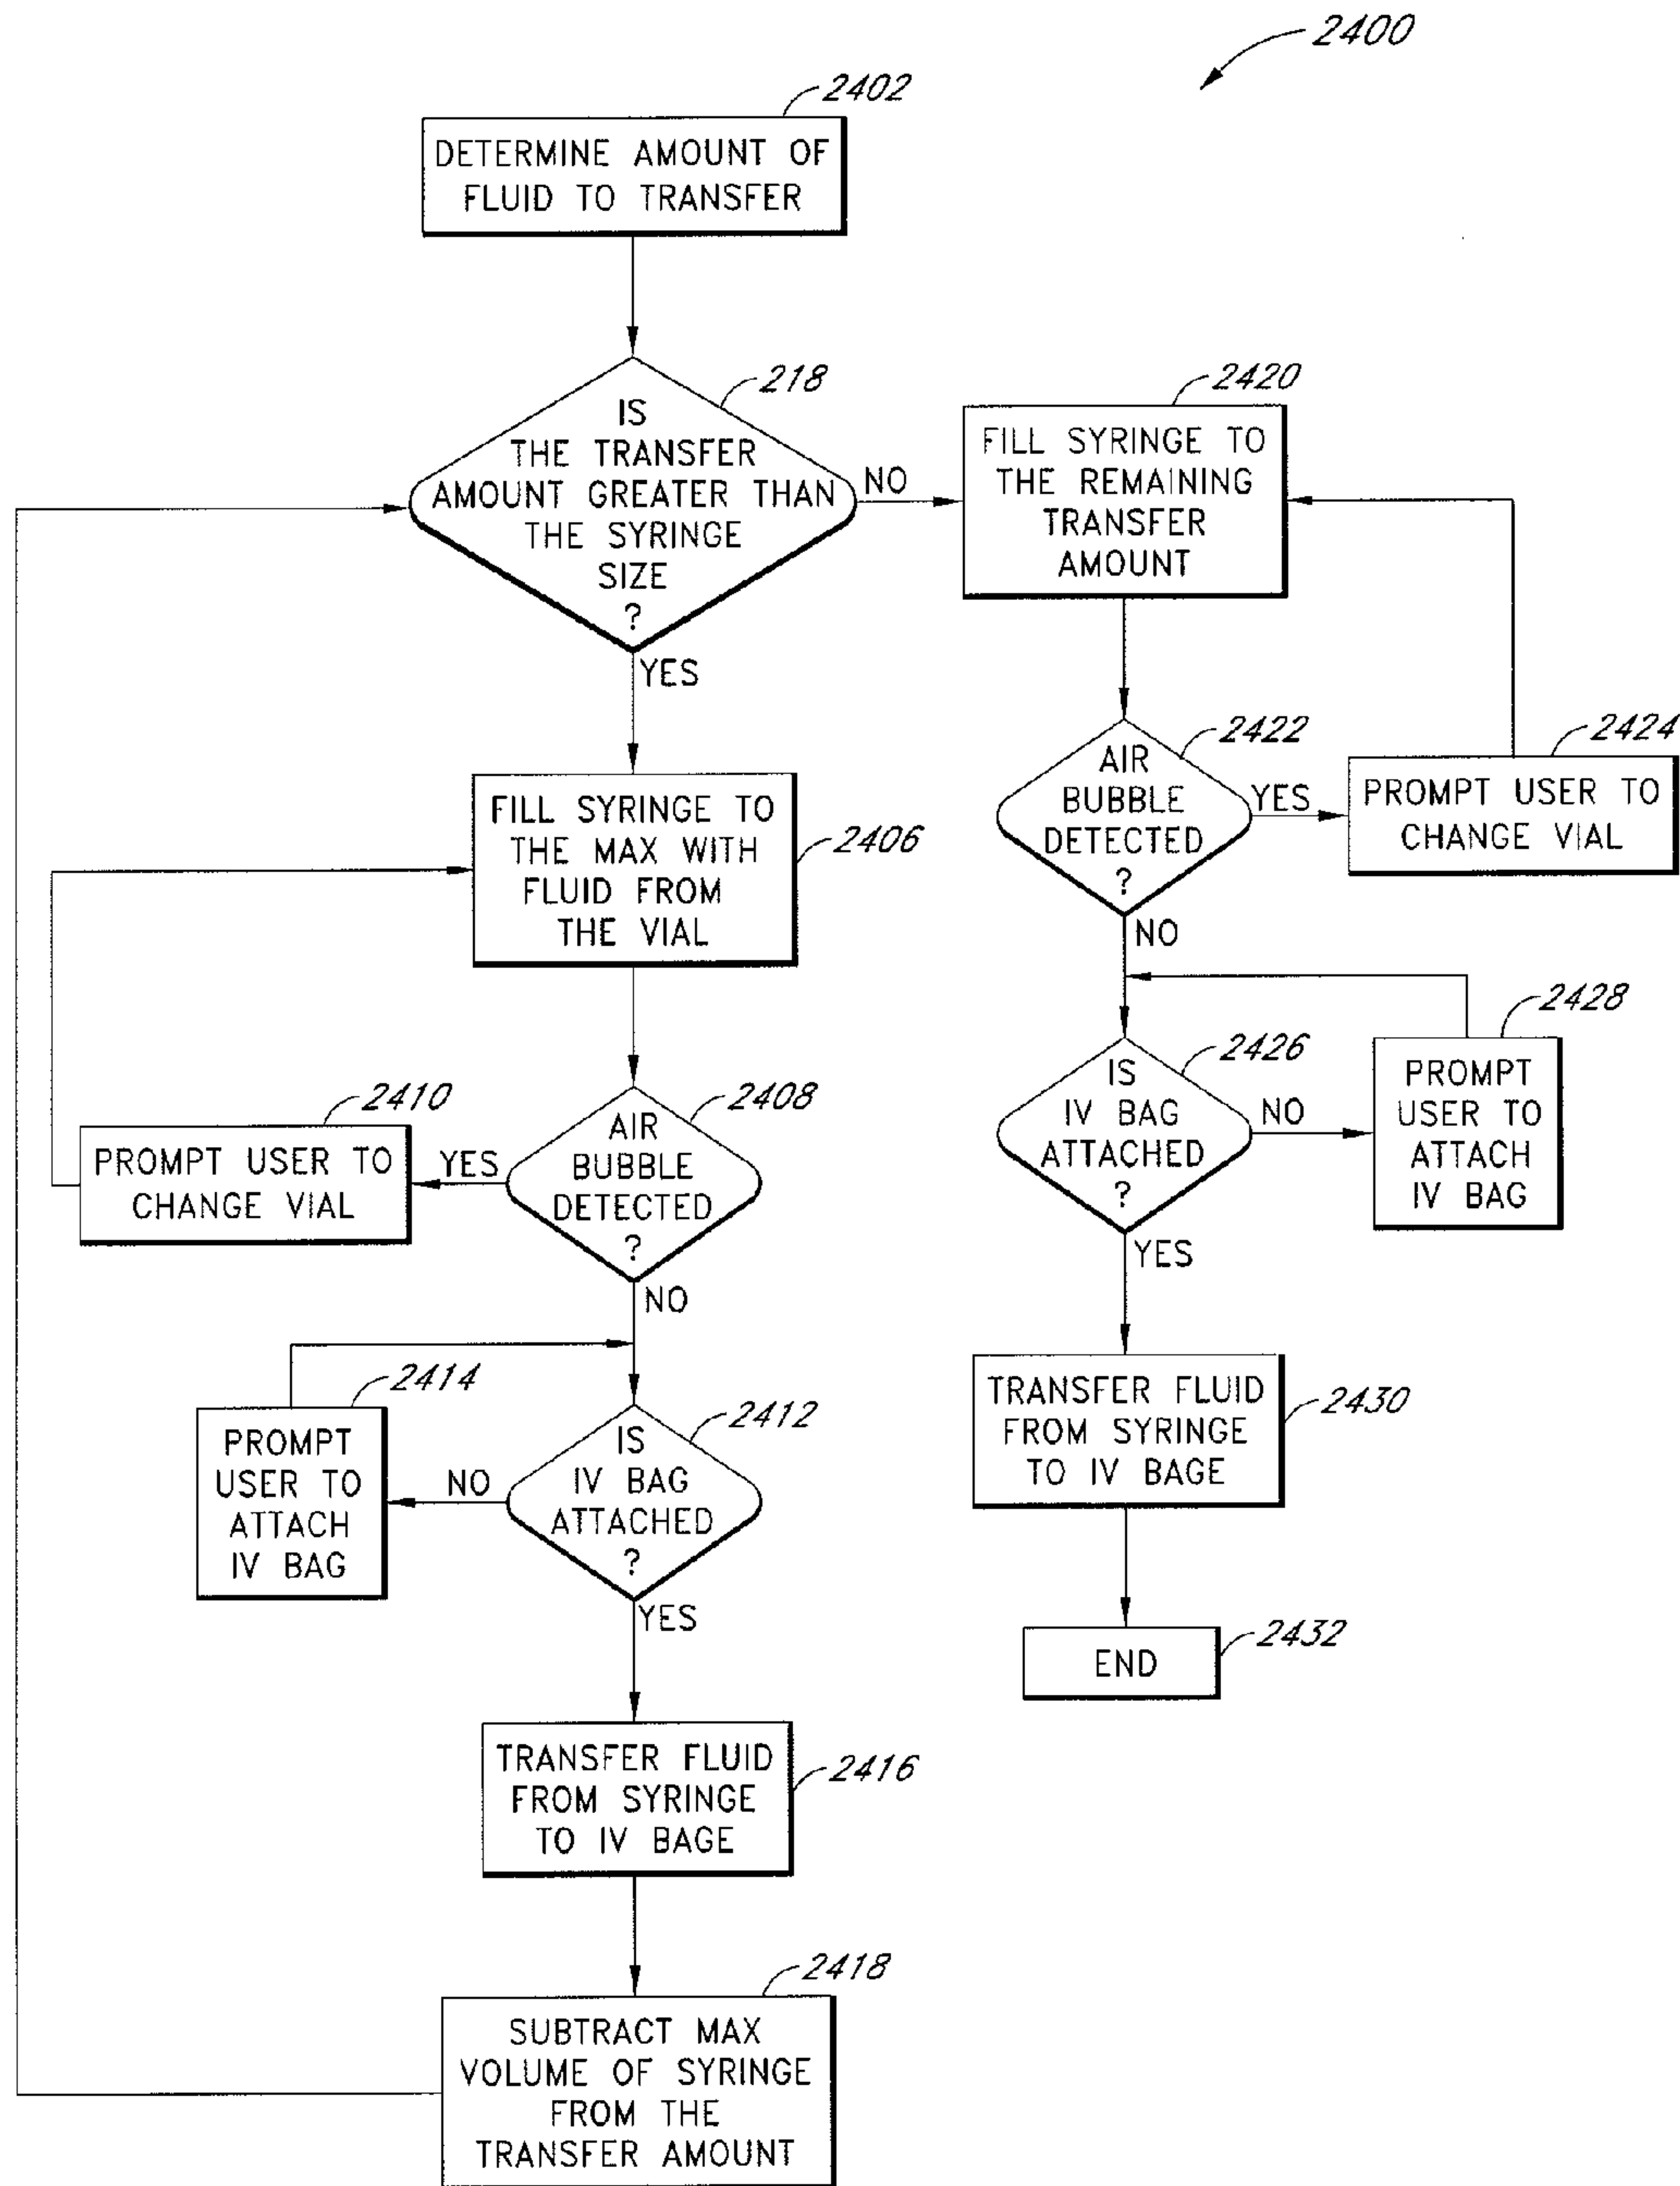 2400
2402
DETERMINE AMOUNT OF
FLUID TO TRANSFER
218
IS
THE TRANSFER
AMOUNT GREATER THAN
THE SYRINGE
SIZE
?
NO
YES
2420
FILL SYRINGE TO
THE REMAINING
TRANSFER
AMOUNT
FILL SYRINGE TO
THE MAX WITH
FLUID FROM
THE VIAL
2406
2422
AIR
BUBBLE
DETECTED
?
YES
NO
2424
PROMPT USER TO
CHANGE VIAL
2408
AIR
BUBBLE
DETECTED
?
YES
NO
2410
PROMPT USER TO
CHANGE VIAL
2426
IS
IV BAG
ATTACHED
?
NO
YES
2428
PROMPT
USER TO
ATTACH
IV BAG
2412
IS
IV BAG
ATTACHED
?
NO
YES
2414
PROMPT
USER TO
ATTACH
IV BAG
TRANSFER FLUID
FROM SYRINGE
TO IV BAGE
2430
END
2432
TRANSFER FLUID
FROM SYRINGE
TO IV BAGE
2416
2418
SUBTRACT MAX
VOLUME OF SYRINGE
FROM THE
TRANSFER AMOUNT